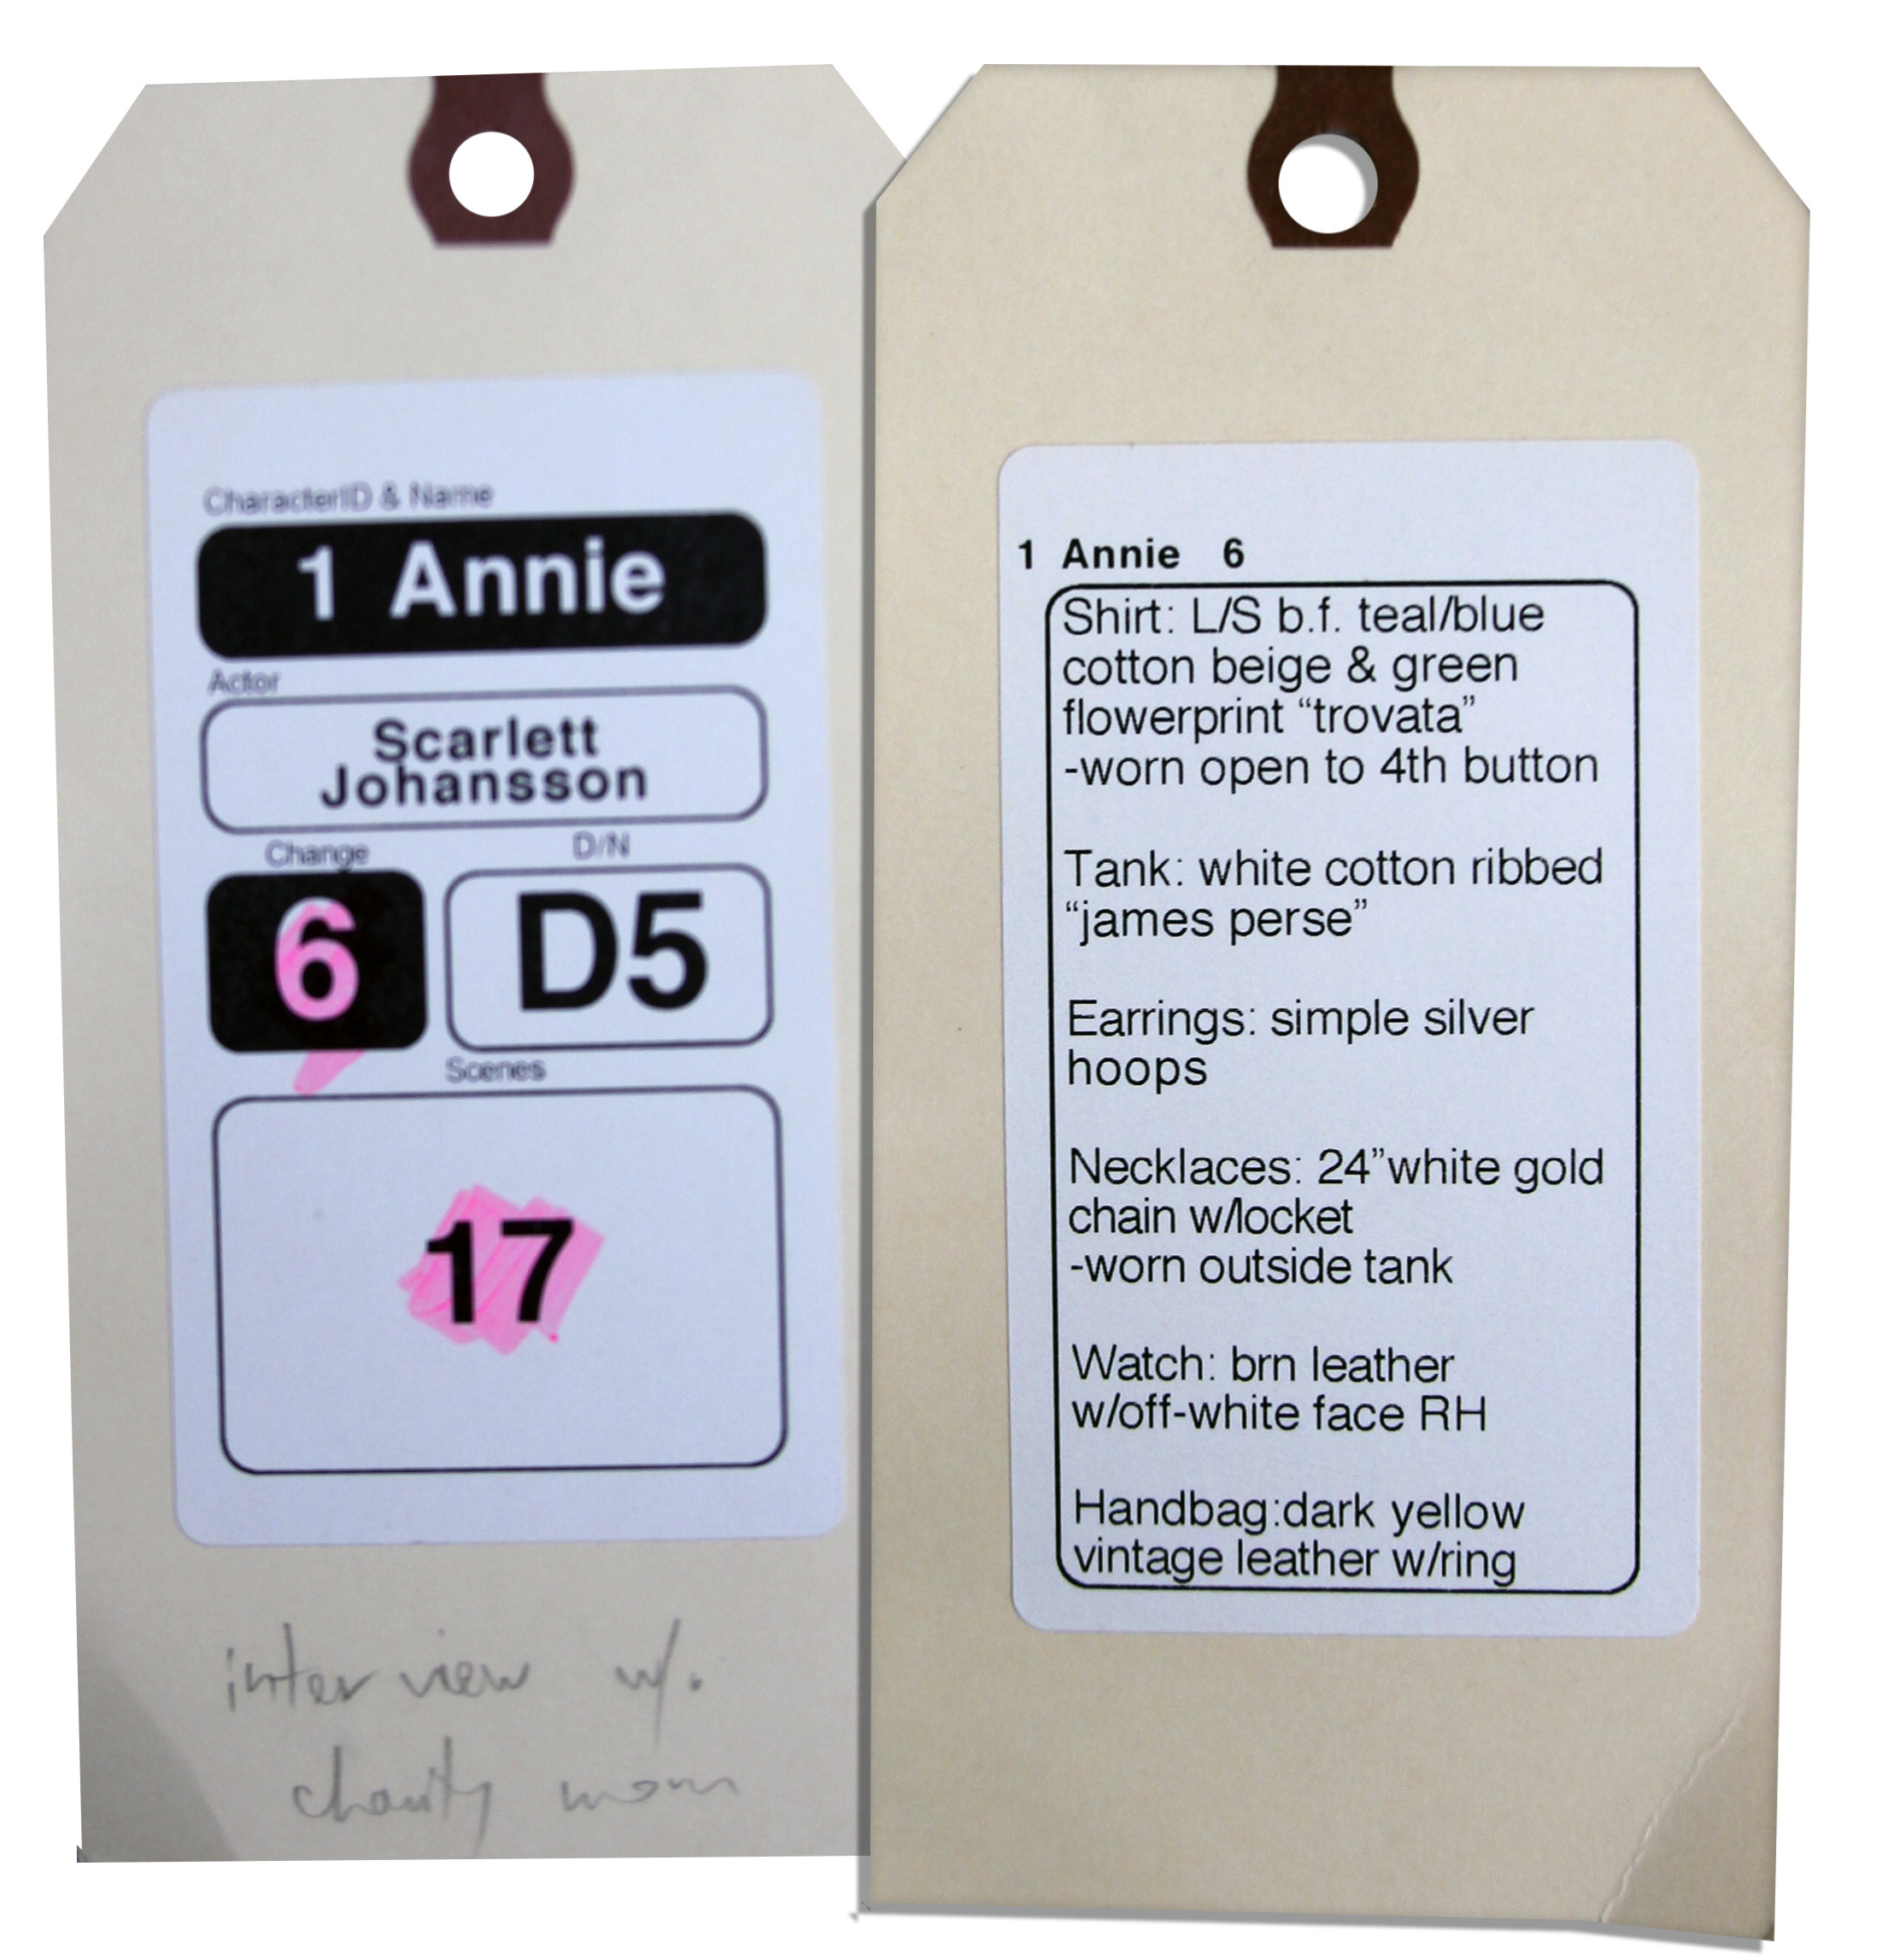 CharacterID & Name
1 Annie
Actor
Scarlett
Johansson
Change D/N
6 D5
Scenes
17
interview w/.
charity mom
1 Annie 6
Shirt: L/S b.f. teal/blue
cotton beige & green
flowerprint “trovata”
-worn open to 4th button
Tank: white cotton ribbed
“james perse”
Earrings: simple silver
hoops
Necklaces: 24”white gold
chain w/locket
-worn outside tank
Watch: brn leather
w/off-white face RH
Handbag:dark yellow
vintage leather w/ring